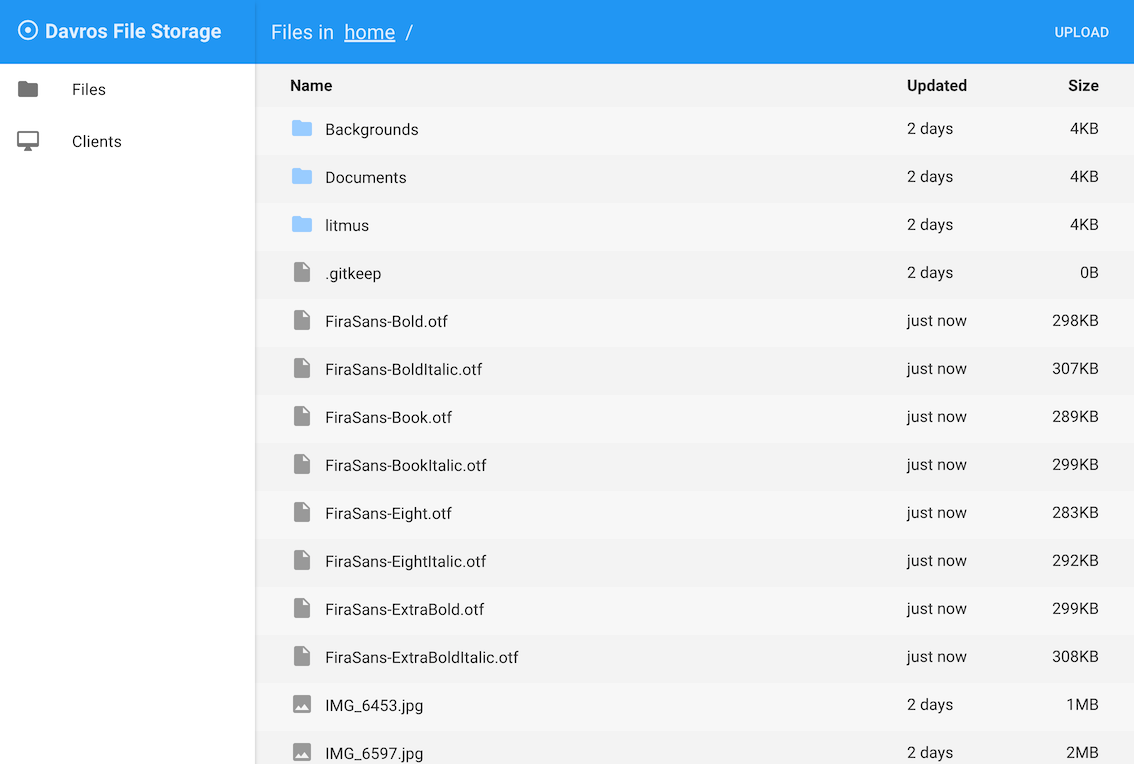 Davros File Storage
Files in home /
UPLOAD
Files
Clients
Name Updated Size
Backgrounds 2 days 4KB
Documents 2 days 4KB
litmus 2 days 4KB
.gitkeep 2 days 0B
FiraSans-Bold.otf just now 298KB
FiraSans-BoldItalic.otf just now 307KB
FiraSans-Book.otf just now 289KB
FiraSans-BookItalic.otf just now 299KB
FiraSans-Eight.otf just now 283KB
FiraSans-EightItalic.otf just now 292KB
FiraSans-ExtraBold.otf just now 299KB
FiraSans-ExtraBoldItalic.otf just now 308KB
IMG_6453.jpg 2 days 1MB
IMG_6597.jpg 2 days 2MB